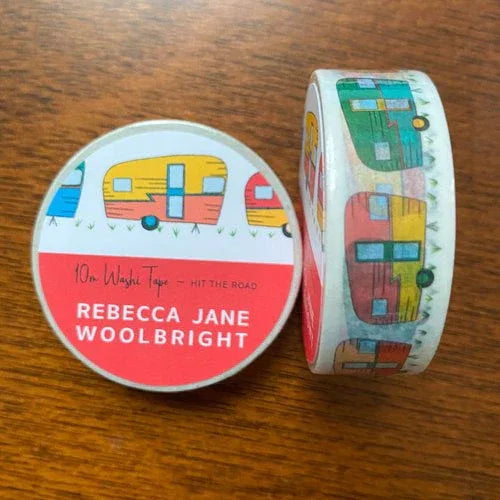 10m Washi Tape — HIT THE ROAD
REBECCA JANE
WOOLBRIGHT